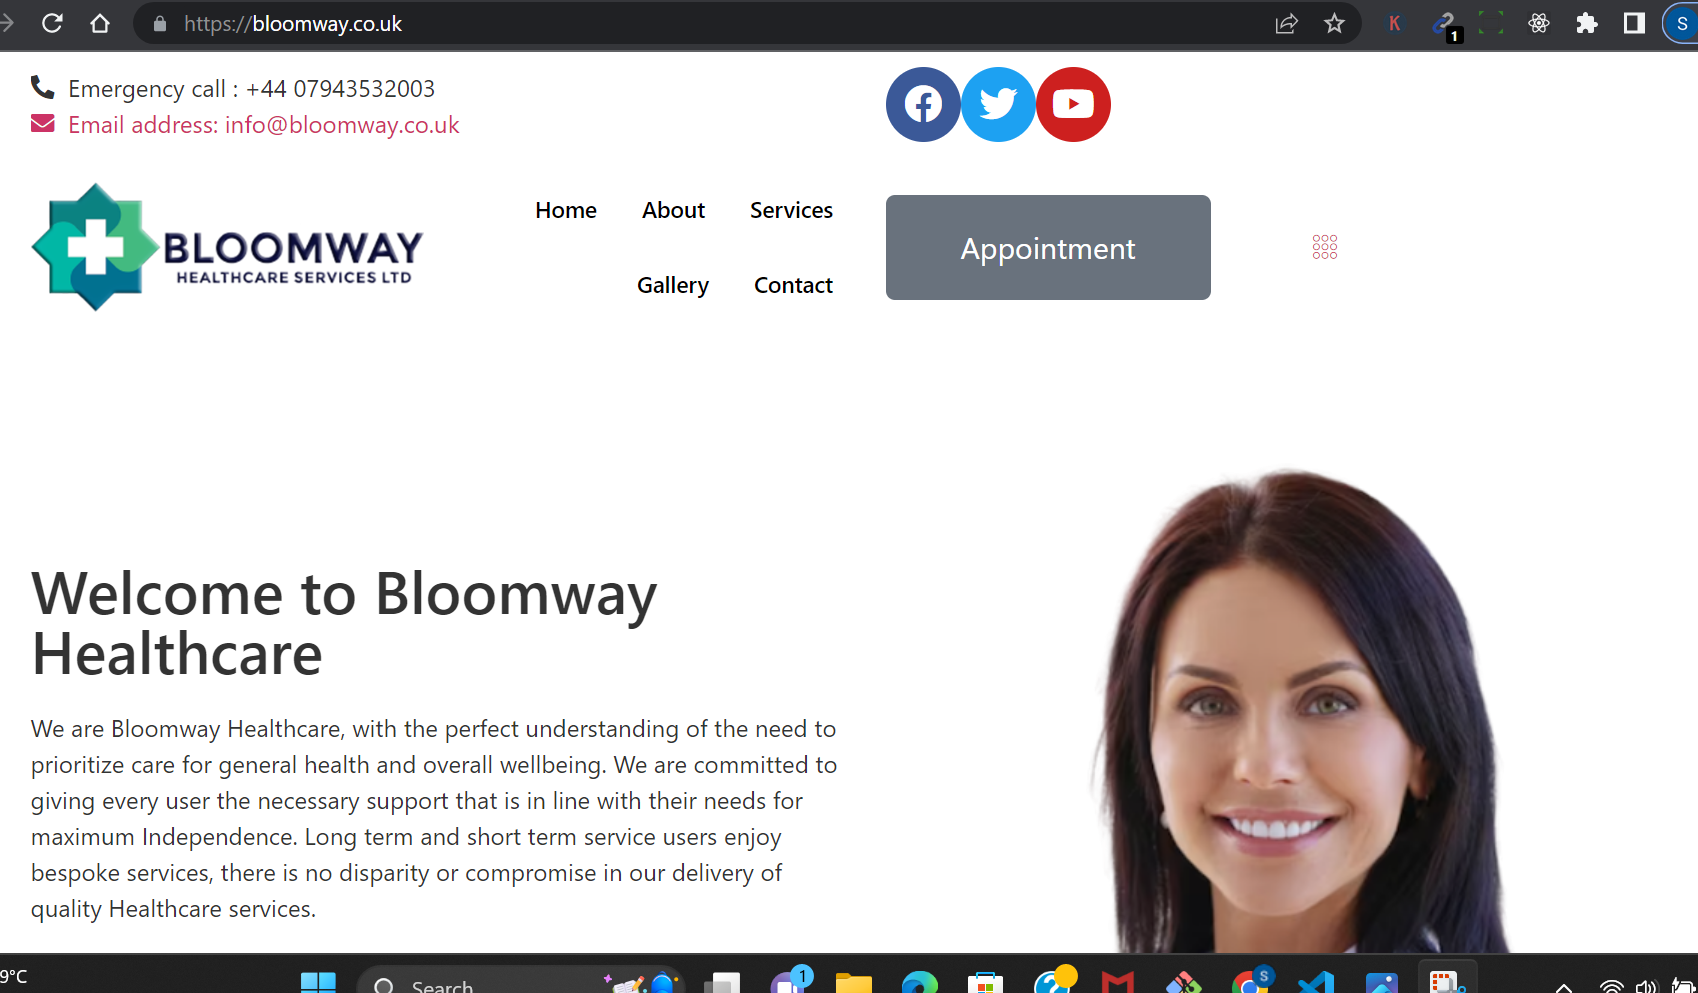 https://bloomway.co.uk
K
1
S
Emergency call : +44 07943532003
Email address: info@bloomway.co.uk
BLOOMWAY
HEALTHCARE SERVICES LTD
Home About Services
Gallery Contact
Appointment
Welcome to Bloomway
Healthcare
We are Bloomway Healthcare, with the perfect understanding of the need to
prioritize care for general health and overall wellbeing. We are committed to
giving every user the necessary support that is in line with their needs for
maximum Independence. Long term and short term service users enjoy
bespoke services, there is no disparity or compromise in our delivery of
quality Healthcare services.
9°C
Search
1
S